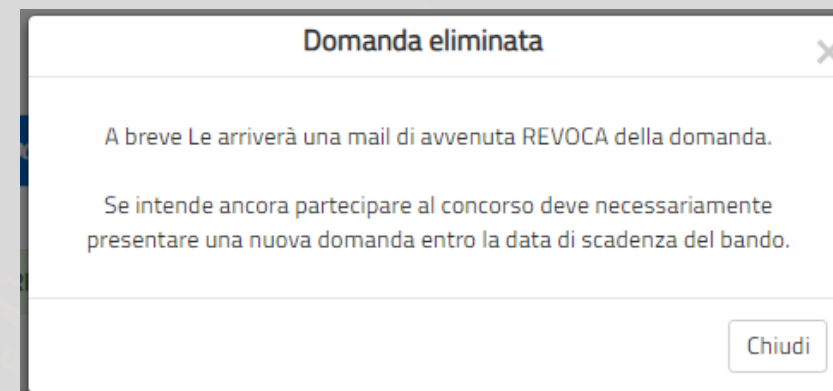 Domanda eliminata
A breve Le arriverà una mail di avvenuta REVOCA della domanda.
Se intende ancora partecipare al concorso deve necessariamente
presentare una nuova domanda entro la data di scadenza del bando.
Chiudi